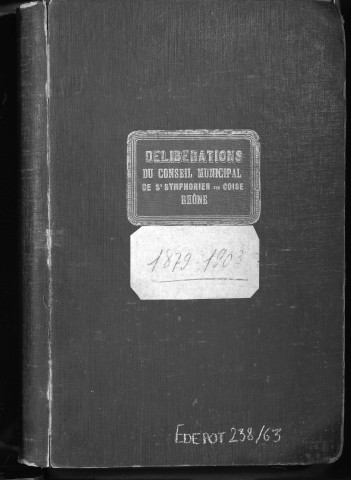 DELIBERATIONS
DU CONSEIL MUNICIPAL
DE St SYMPHORIEN SUR COISE
RHÔNE
1879-1903
EDEPOT 238/63